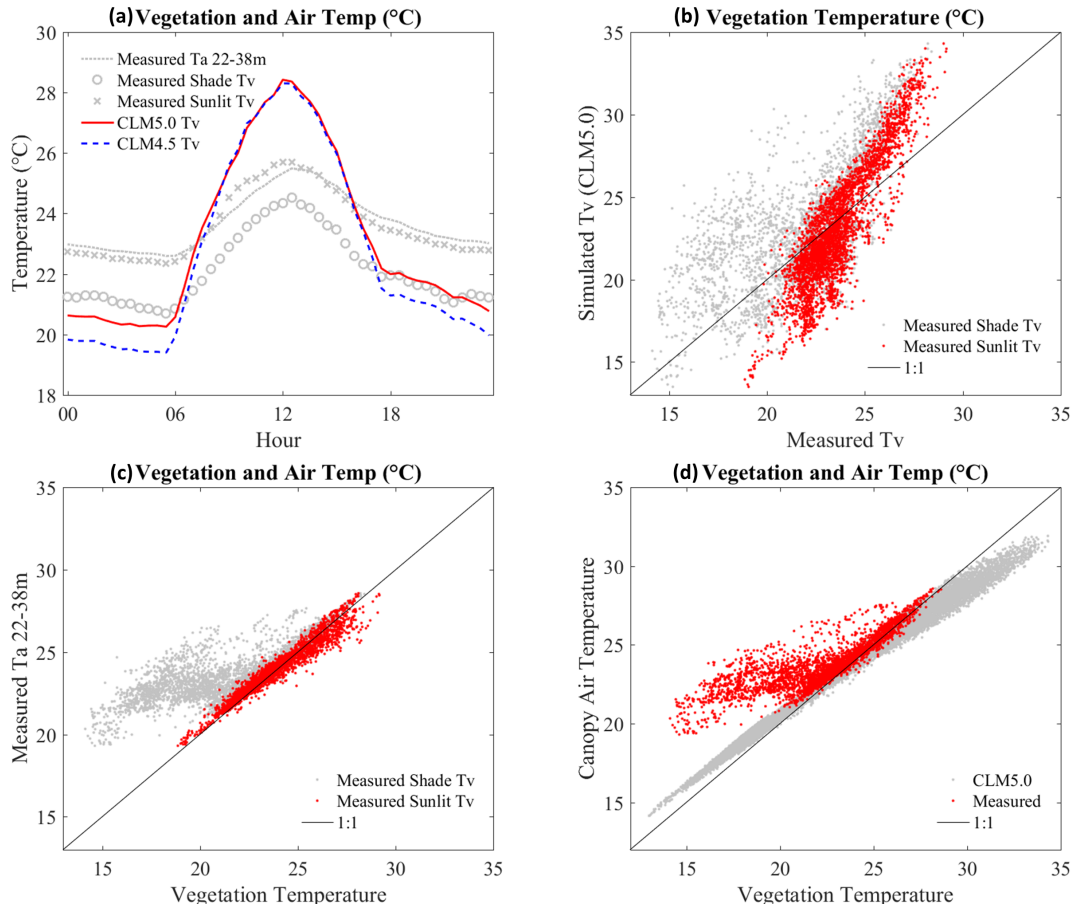 (a) Vegetation and Air Temp (°C)
30
28
26
24
22
20
18
Temperature (°C)
Measured Ta 22-38m
Measured Shade Tv
Measured Sunlit Tv
CLM5.0 Tv
CLM4.5 Tv
00 06 12 18
Hour
(b) Vegetation Temperature (°C)
35
30
25
20
15
Simulated Tv (CLM5.0)
Measured Shade Tv
Measured Sunlit Tv
1:1
15 20 25 30 35
Measured Tv
(c) Vegetation and Air Temp (°C)
35
30
25
20
15
Measured Ta 22-38m
Measured Shade Tv
Measured Sunlit Tv
1:1
15 20 25 30 35
Vegetation Temperature
(d) Vegetation and Air Temp (°C)
35
30
25
20
15
Canopy Air Temperature
CLM5.0
Measured
1:1
15 20 25 30 35
Vegetation Temperature